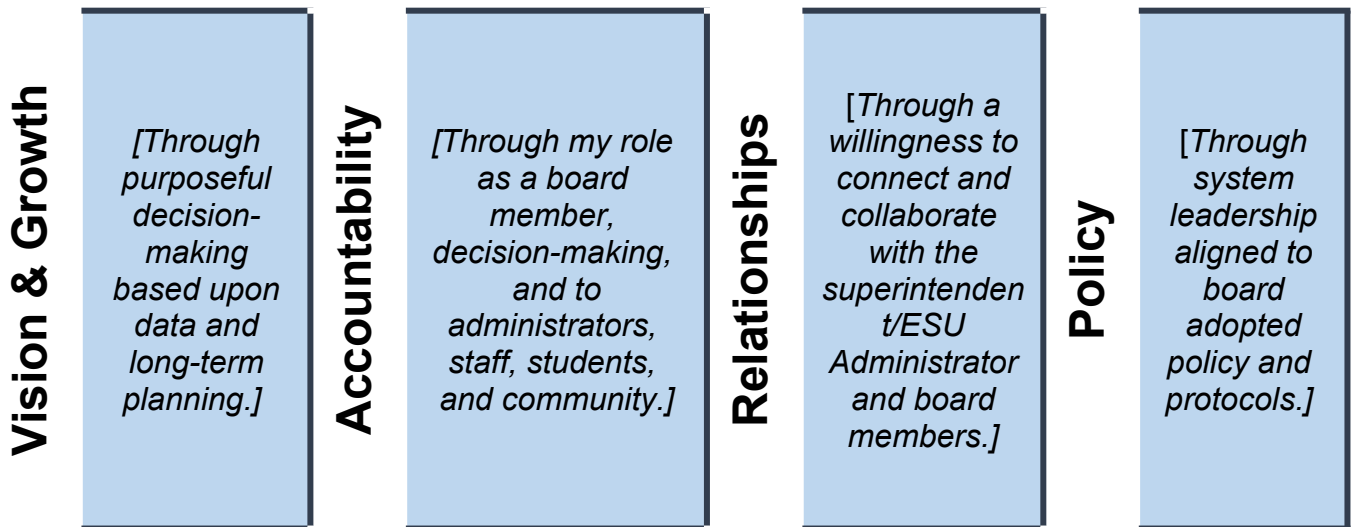 Vision & Growth
[Through
purposeful
decision-
making
based upon
data and
long-term
planning.]
Accountability
[Through my role
as a board
member,
decision-making,
and to
administrators,
staff, students,
and community.]
Relationships
[Through a
willingness to
connect and
collaborate
with the
superintenden
t/ESU
Administrator
and board
members.]
Policy
[Through
system
leadership
aligned to
board
adopted
policy and
protocols.]